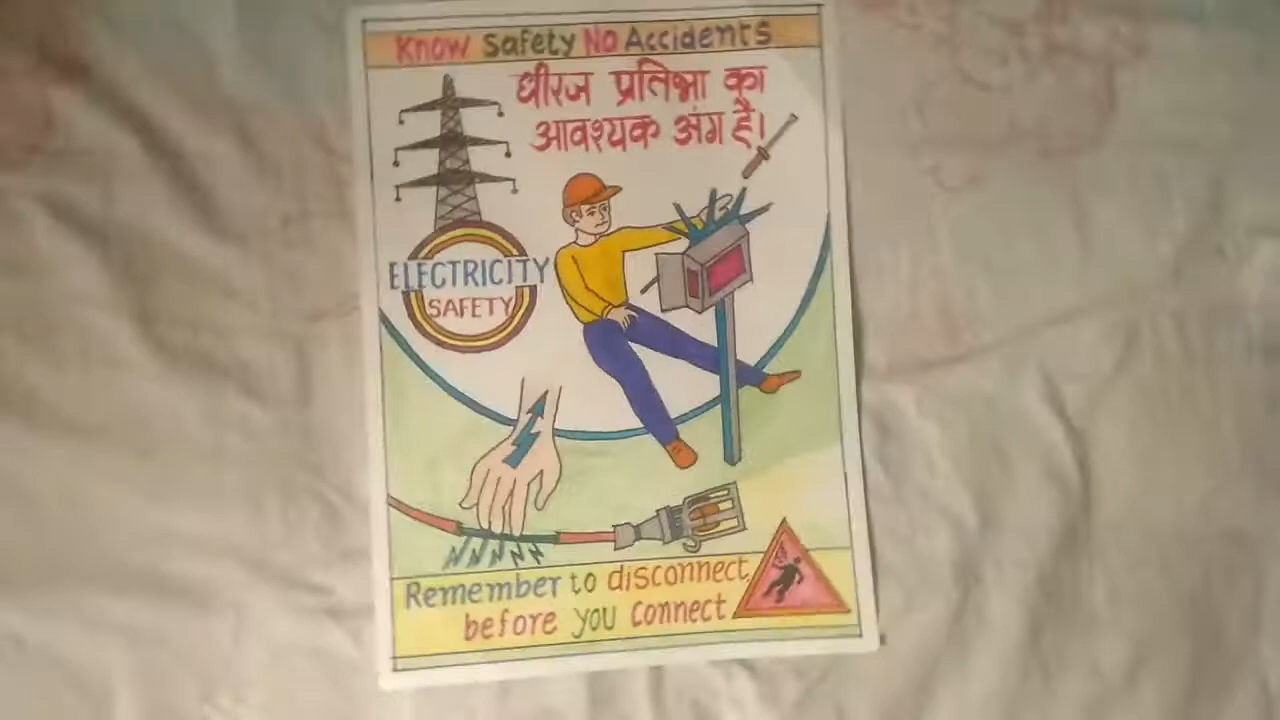 Know Safety No Accidents
धीरज प्रतिभा का
आवश्यक अंग है।
ELECTRICITY
SAFETY
Remember to disconnect,
before you connect